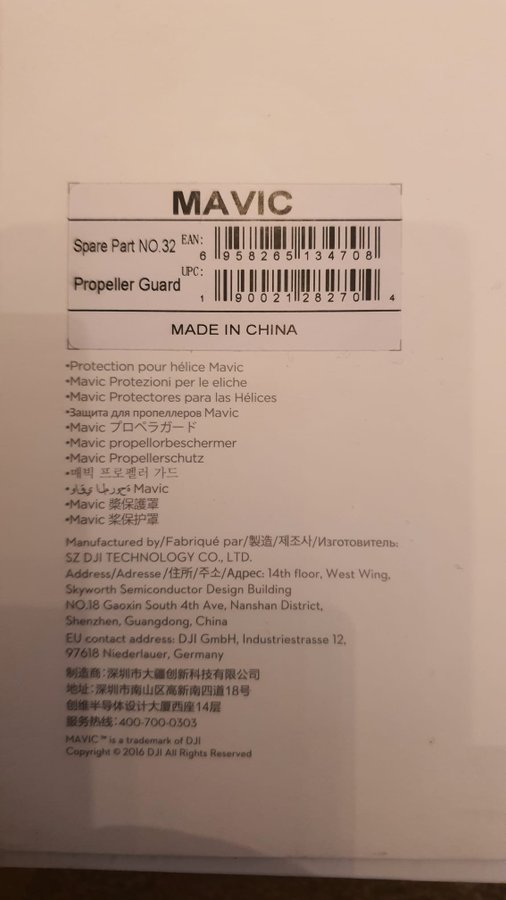 MAVIC
Spare Part NO.32 EAN: 6 958265 134708
Propeller Guard UPC: 1 90021 28270 4
MADE IN CHINA
•Protection pour hélice Mavic
•Mavic Protezioni per le eliche
•Mavic Protectores para las Hélices
•Защита для пропеллеров Mavic
•Mavic プロペラガード
•Mavic propellorbeschermer
•Mavic Propellerschutz
•매빅 프로펠러 가드
•واقي المروحة Mavic
•Mavic 槳保護罩
•Mavic 桨保护罩
Manufactured by/Fabriqué par/製造/제조사/Изготовитель:
SZ DJI TECHNOLOGY CO., LTD.
Address/Adresse/住所/주소/Адрес: 14th floor, West Wing,
Skyworth Semiconductor Design Building
NO.18 Gaoxin South 4th Ave, Nanshan District,
Shenzhen, Guangdong, China
EU contact address: DJI GmbH, Industriestrasse 12,
97618 Niederlauer, Germany
制造商：深圳市大疆创新科技有限公司
地址：深圳市南山区高新南四道18号
创维半导体设计大厦西座14层
服务热线：400-700-0303
MAVIC™ is a trademark of DJI
Copyright © 2016 DJI All Rights Reserved